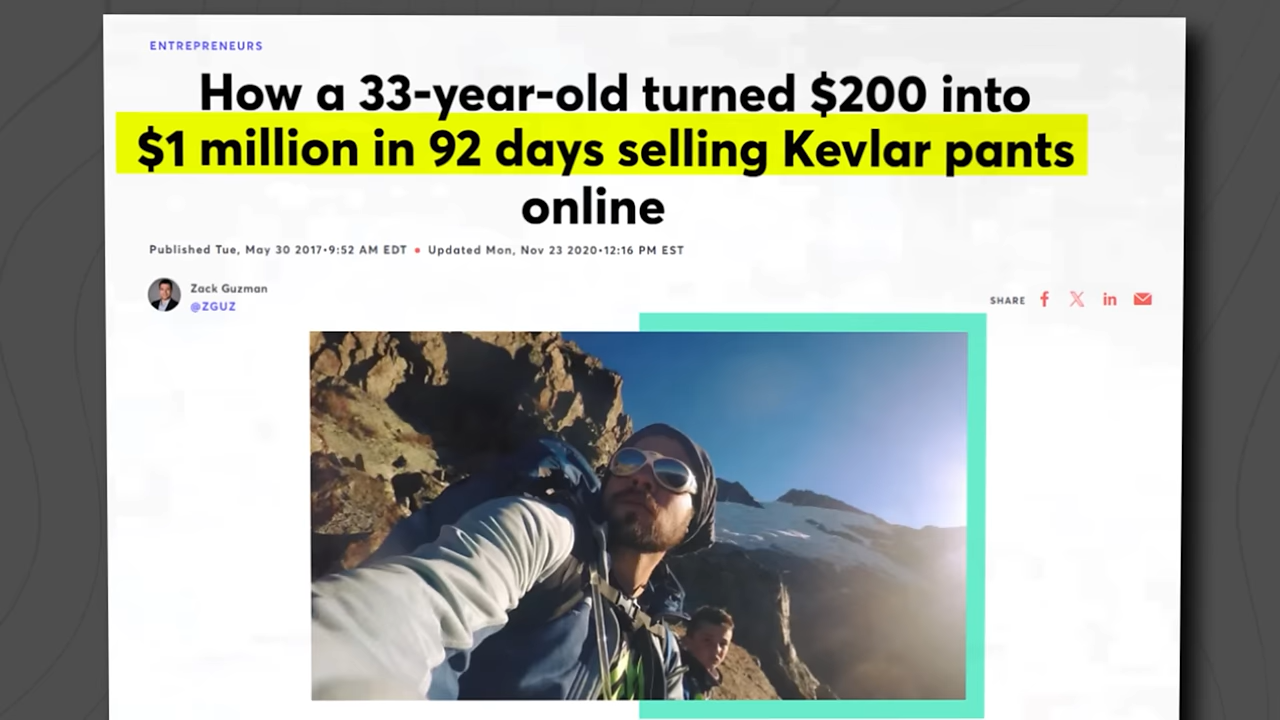 ENTREPRENEURS
How a 33-year-old turned $200 into
$1 million in 92 days selling Kevlar pants
online
Published Tue, May 30 2017•9:52 AM EDT • Updated Mon, Nov 23 2020•12:16 PM EST
Zack Guzman
@ZGUZ
SHARE